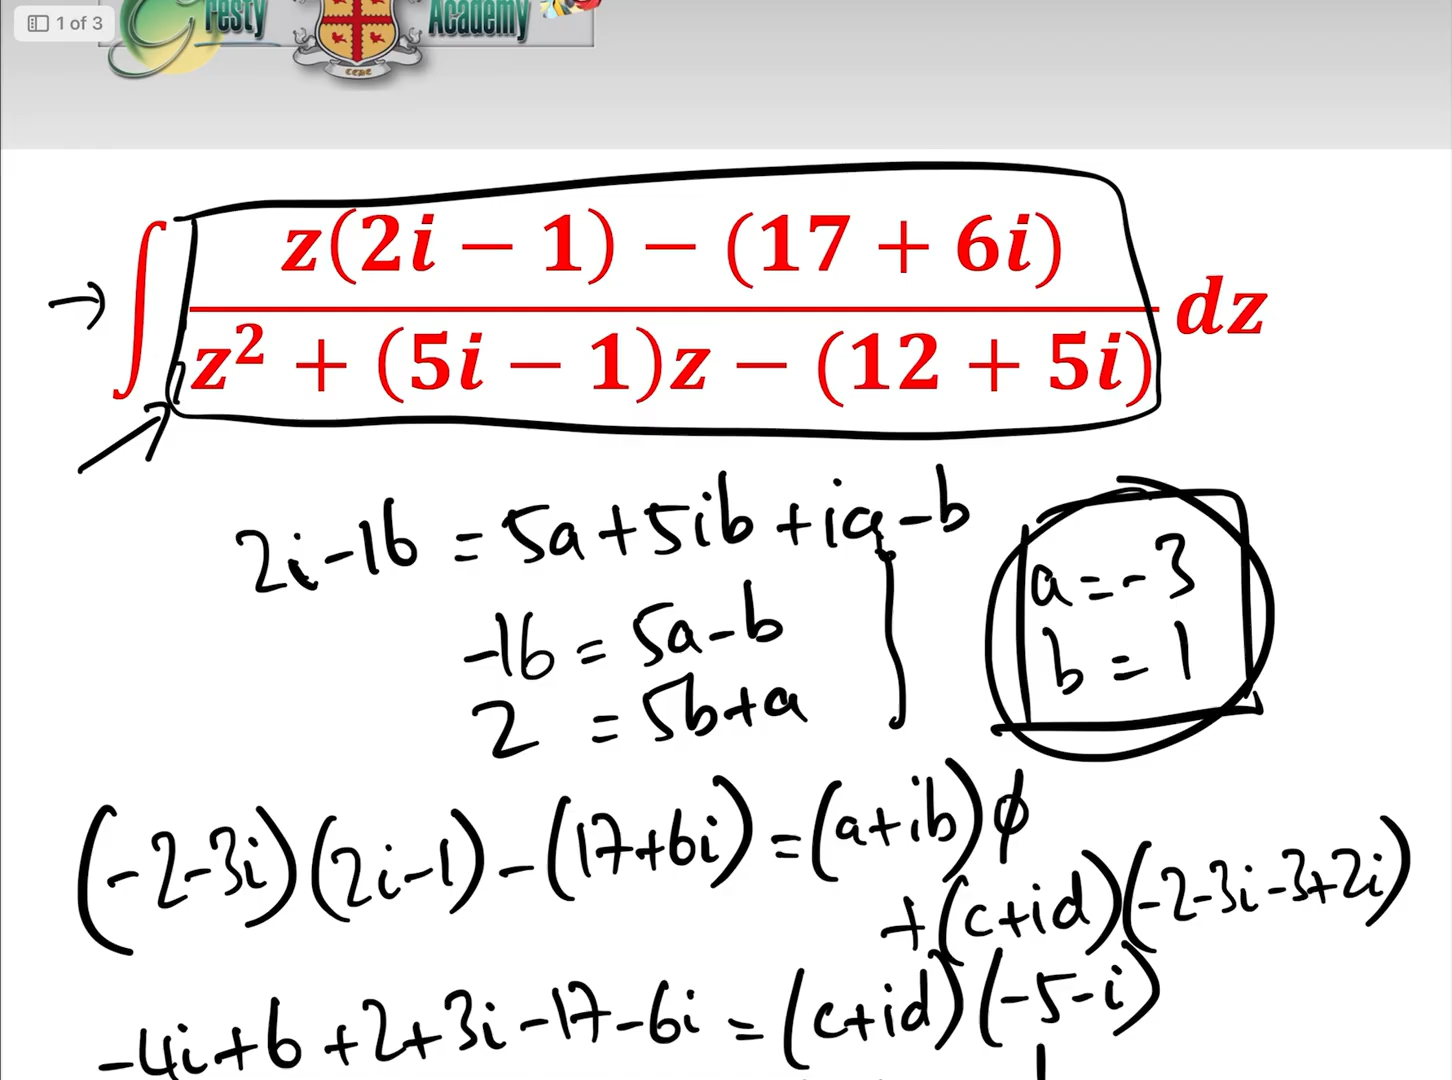 1 of 3
Cresty Academy
CEDC
∫ z(2i − 1) − (17 + 6i) / z² + (5i − 1)z − (12 + 5i) dz
2i-16 = 5a+5ib+ia-b
-16 = 5a-b
2 = 5b+a
a=-3
b=1
(-2-3i)(2i-1)-(17+6i)=(a+ib)ϕ
+(c+id)(-2-3i-3+2i)
-4i+6+2+3i-17-6i = (c+id)(-5-i)